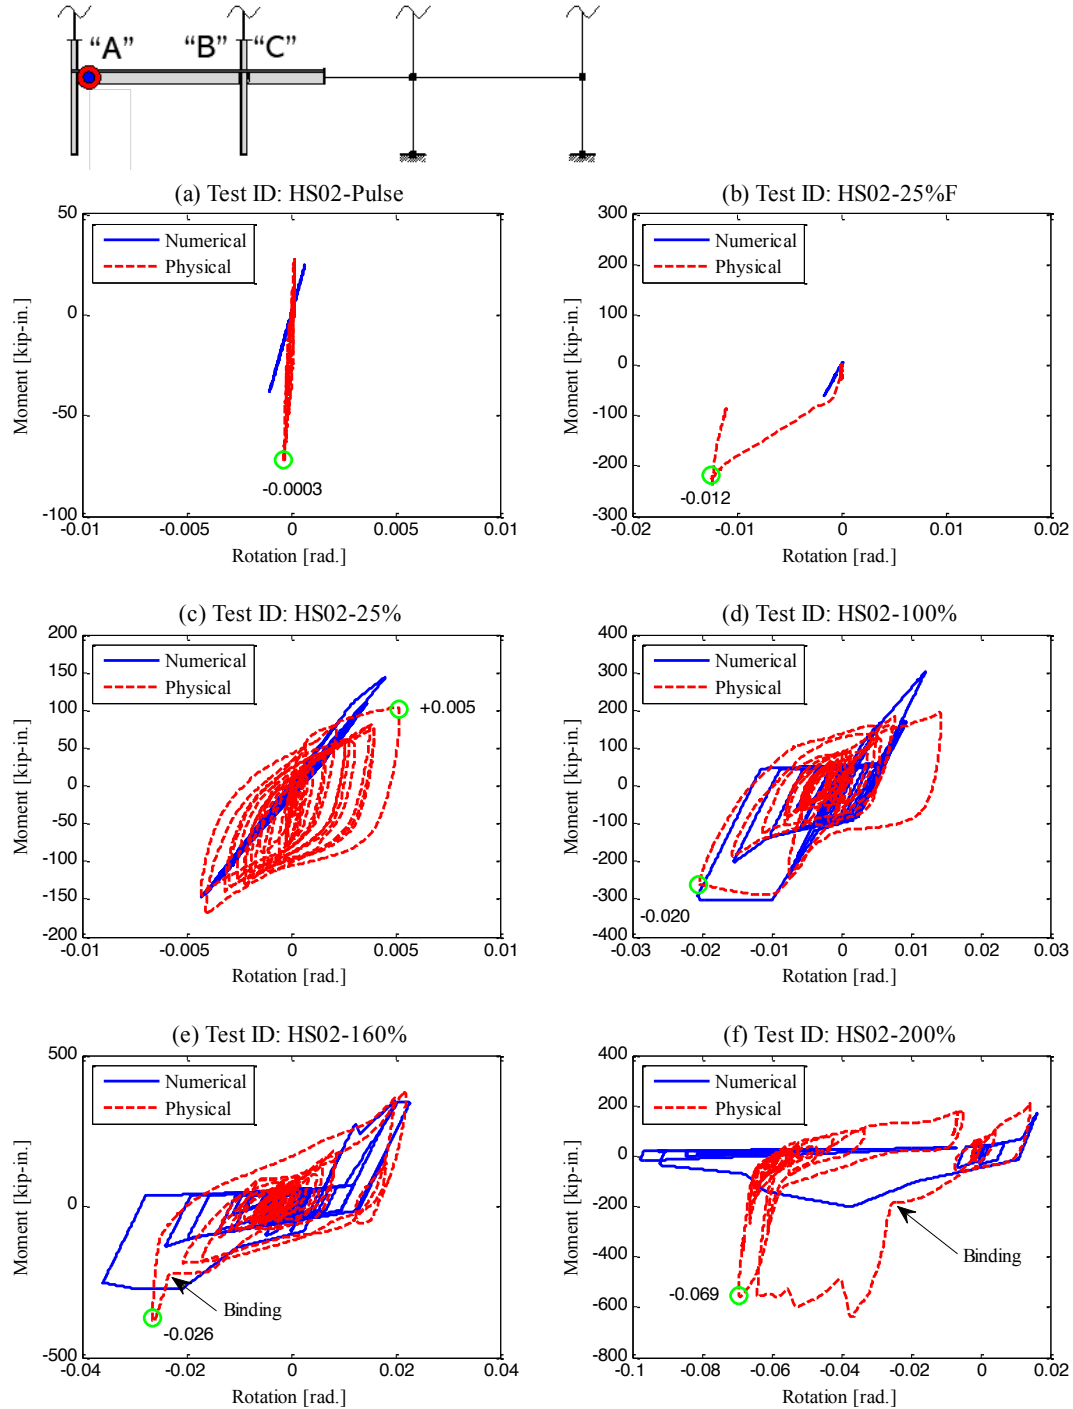 “A” “B” “C”
(a) Test ID: HS02-Pulse
(b) Test ID: HS02-25%F
50
0
-50
-100
Moment [kip-in.]
Numerical
Physical
-0.0003
-0.01 -0.005 0 0.005 0.01
Rotation [rad.]
300
200
100
0
-100
-200
-300
Moment [kip-in.]
Numerical
Physical
-0.012
-0.02 -0.01 0 0.01 0.02
Rotation [rad.]
(c) Test ID: HS02-25%
(d) Test ID: HS02-100%
200
150
100
50
0
-50
-100
-150
-200
Moment [kip-in.]
Numerical
Physical
+0.005
-0.01 -0.005 0 0.005 0.01
Rotation [rad.]
400
300
200
100
0
-100
-200
-300
-400
Moment [kip-in.]
Numerical
Physical
-0.020
-0.03 -0.02 -0.01 0 0.01 0.02 0.03
Rotation [rad.]
(e) Test ID: HS02-160%
(f) Test ID: HS02-200%
500
0
-500
Moment [kip-in.]
Numerical
Physical
Binding
-0.026
-0.04 -0.02 0 0.02 0.04
Rotation [rad.]
400
200
0
-200
-400
-600
-800
Moment [kip-in.]
Numerical
Physical
Binding
-0.069
-0.1 -0.08 -0.06 -0.04 -0.02 0 0.02
Rotation [rad.]